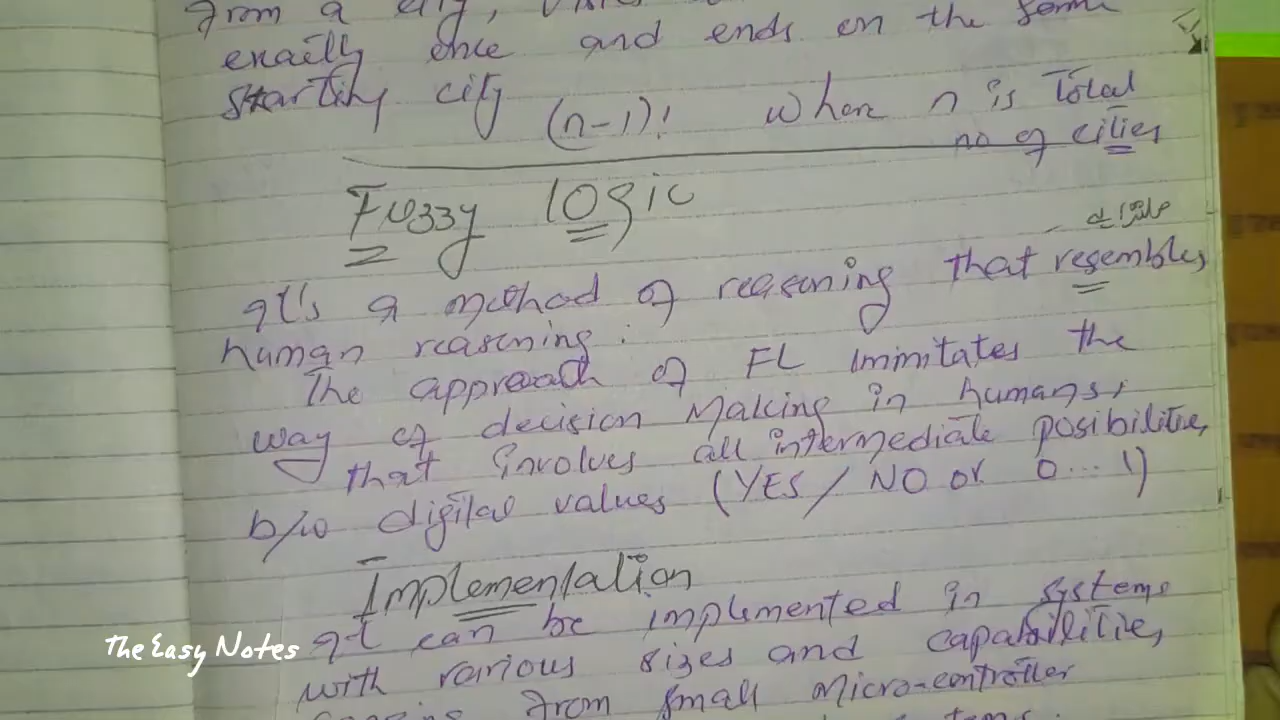 from a city,
exactly once and ends on the same
starting city
(n-1)! where n is Total
no of cities
Fuzzy logic
It's a method of reasoning that resembles
human reasoning.
The approach of FL immitates the
way of decision making in humans,
that involves all intermediate posibilities
b/w digital values (YES/NO or 0...1)
Implementation
It can be implemented in systems
with various sizes and capabilities,
The Easy Notes
from small micro-controller